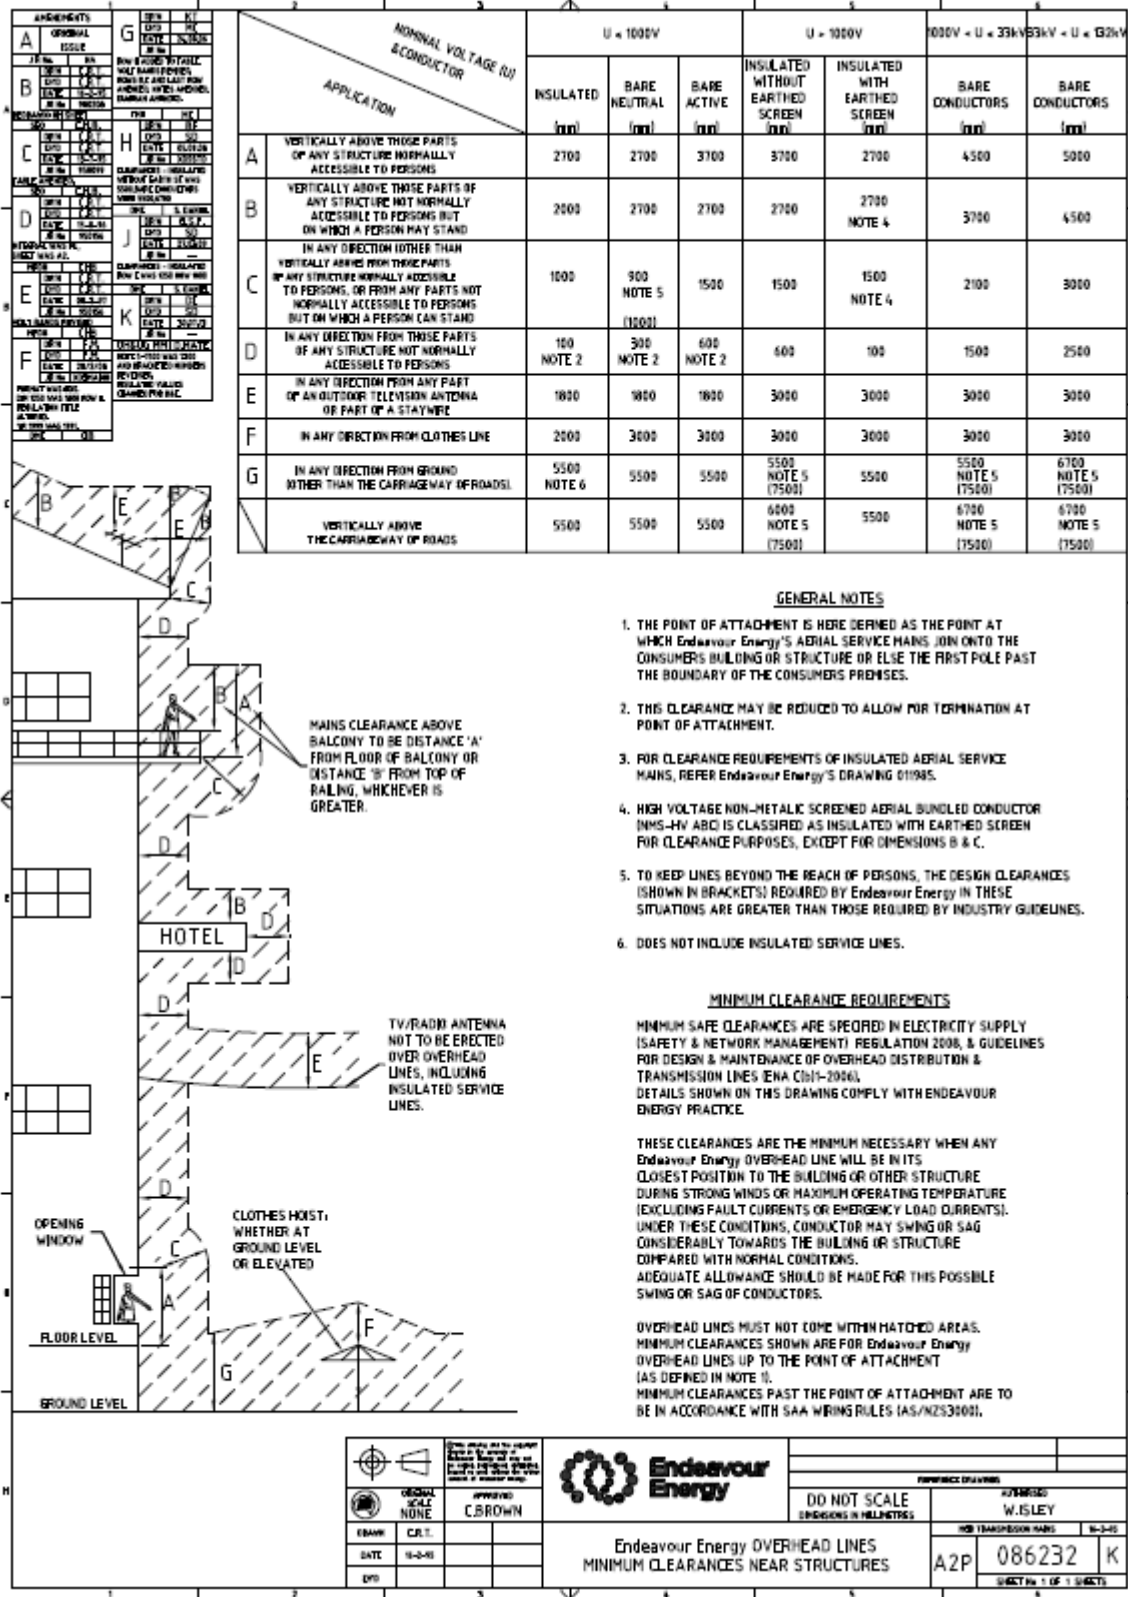 AMENDMENTS
A ORIGINAL
ISSUE
B
C
D
E
F
G
H
J
K
NOMINAL VOLTAGE (U)
&CONDUCTOR
APPLICATION
U < 1000V
U > 1000V
1000V < U < 33kV
33kV < U < 132kV
INSULATED
(mm)
BARE
NEUTRAL
(mm)
BARE
ACTIVE
(mm)
INSULATED
WITHOUT
EARTHED
SCREEN
(mm)
INSULATED
WITH
EARTHED
SCREEN
(mm)
BARE
CONDUCTORS
(mm)
BARE
CONDUCTORS
(mm)
A
VERTICALLY ABOVE THOSE PARTS
OF ANY STRUCTURE NORMALLLY
ACCESSIBLE TO PERSONS
2700 2700 3700 3700 2700 4500 5000
B
VERTICALLY ABOVE THOSE PARTS OF
ANY STRUCTURE NOT NORMALLY
ACCESSIBLE TO PERSONS BUT
ON WHICH A PERSON MAY STAND
2000 2700 2700 2700 2700 NOTE 4 3700 4500
C
IN ANY DIRECTION (OTHER THAN
VERTICALLY ABOVE) FROM THOSE PARTS
OF ANY STRUCTURE NORMALLY ACCESSIBLE
TO PERSONS, OR FROM ANY PARTS NOT
NORMALLY ACCESSIBLE TO PERSONS
BUT ON WHICH A PERSON CAN STAND
1000 900 NOTE 5 (1000) 1500 1500 1500 NOTE 4 2100 3000
D
IN ANY DIRECTION FROM THOSE PARTS
OF ANY STRUCTURE NOT NORMALLY
ACCESSIBLE TO PERSONS
100 NOTE 2 300 NOTE 2 600 NOTE 2 600 100 1500 2500
E
IN ANY DIRECTION FROM ANY PART
OF AN OUTDOOR TELEVISION ANTENNA
OR PART OF A STAYWIRE
1800 1800 1800 3000 3000 3000 3000
F
IN ANY DIRECTION FROM CLOTHES LINE
2000 3000 3000 3000 3000 3000 3000
G
IN ANY DIRECTION FROM GROUND
(OTHER THAN THE CARRIAGEWAY OF ROADS).
5500 NOTE 6 5500 5500 5500 NOTE 5 (7500) 5500 5500 NOTE 5 (7500) 6700 NOTE 5 (7500)
VERTICALLY ABOVE
THE CARRIAGEWAY OF ROADS
5500 5500 5500 6000 NOTE 5 (7500) 5500 6700 NOTE 5 (7500) 6700 NOTE 5 (7500)
B
E
B
E
C
D
B
A
C
MAINS CLEARANCE ABOVE
BALCONY TO BE DISTANCE 'A'
FROM FLOOR OF BALCONY OR
DISTANCE 'B' FROM TOP OF
RAILING, WHICHEVER IS
GREATER.
D
B
D
HOTEL
D
D
E
TV/RADIO ANTENNA
NOT TO BE ERECTED
OVER OVERHEAD
LINES, INCLUDING
INSULATED SERVICE
LINES.
D
C
OPENING
WINDOW
A
CLOTHES HOIST:
WHETHER AT
GROUND LEVEL
OR ELEVATED
F
FLOOR LEVEL
G
GROUND LEVEL
GENERAL NOTES
1. THE POINT OF ATTACHMENT IS HERE DEFINED AS THE POINT AT
WHICH Endeavour Energy'S AERIAL SERVICE MAINS JOIN ONTO THE
CONSUMERS BUILDING OR STRUCTURE OR ELSE THE FIRST POLE PAST
THE BOUNDARY OF THE CONSUMERS PREMISES.
2. THIS CLEARANCE MAY BE REDUCED TO ALLOW FOR TERMINATION AT
POINT OF ATTACHMENT.
3. FOR CLEARANCE REQUIREMENTS OF INSULATED AERIAL SERVICE
MAINS, REFER Endeavour Energy'S DRAWING 011985.
4. HIGH VOLTAGE NON-METALIC SCREENED AERIAL BUNDLED CONDUCTOR
(NMS-HV ABC) IS CLASSIFIED AS INSULATED WITH EARTHED SCREEN
FOR CLEARANCE PURPOSES, EXCEPT FOR DIMENSIONS B & C.
5. TO KEEP LINES BEYOND THE REACH OF PERSONS, THE DESIGN CLEARANCES
(SHOWN IN BRACKETS) REQUIRED BY Endeavour Energy IN THESE
SITUATIONS ARE GREATER THAN THOSE REQUIRED BY INDUSTRY GUIDELINES.
6. DOES NOT INCLUDE INSULATED SERVICE LINES.
MINIMUM CLEARANCE REQUIREMENTS
MINIMUM SAFE CLEARANCES ARE SPECIFIED IN ELECTRICITY SUPPLY
(SAFETY & NETWORK MANAGEMENT) REGULATION 2008, & GUIDELINES
FOR DESIGN & MAINTENANCE OF OVERHEAD DISTRIBUTION &
TRANSMISSION LINES (ENA C(b)1-2006).
DETAILS SHOWN ON THIS DRAWING COMPLY WITH ENDEAVOUR
ENERGY PRACTICE.
THESE CLEARANCES ARE THE MINIMUM NECESSARY WHEN ANY
Endeavour Energy OVERHEAD LINE WILL BE IN ITS
CLOSEST POSITION TO THE BUILDING OR OTHER STRUCTURE
DURING STRONG WINDS OR MAXIMUM OPERATING TEMPERATURE
(EXCLUDING FAULT CURRENTS OR EMERGENCY LOAD CURRENTS).
UNDER THESE CONDITIONS, CONDUCTOR MAY SWING OR SAG
CONSIDERABLY TOWARDS THE BUILDING OR STRUCTURE
COMPARED WITH NORMAL CONDITIONS.
ADEQUATE ALLOWANCE SHOULD BE MADE FOR THIS POSSIBLE
SWING OR SAG OF CONDUCTORS.
OVERHEAD LINES MUST NOT COME WITHIN HATCHED AREAS.
MINIMUM CLEARANCES SHOWN ARE FOR Endeavour Energy
OVERHEAD LINES UP TO THE POINT OF ATTACHMENT
(AS DEFINED IN NOTE 1).
MINIMUM CLEARANCES PAST THE POINT OF ATTACHMENT ARE TO
BE IN ACCORDANCE WITH SAA WIRING RULES (AS/NZS3000).
ORIGINAL
SCALE
NONE
APPROVED
C.BROWN
DRAWN C.R.T.
DATE 16-2-95
CH'D
Endeavour
Energy
REFERENCE DRAWINGS
DO NOT SCALE
DIMENSIONS IN MILLIMETRES
AUTHORISED
W.ISLEY
Endeavour Energy OVERHEAD LINES
MINIMUM CLEARANCES NEAR STRUCTURES
A2P
086232
K
SHEET No 1 OF 1 SHEETS